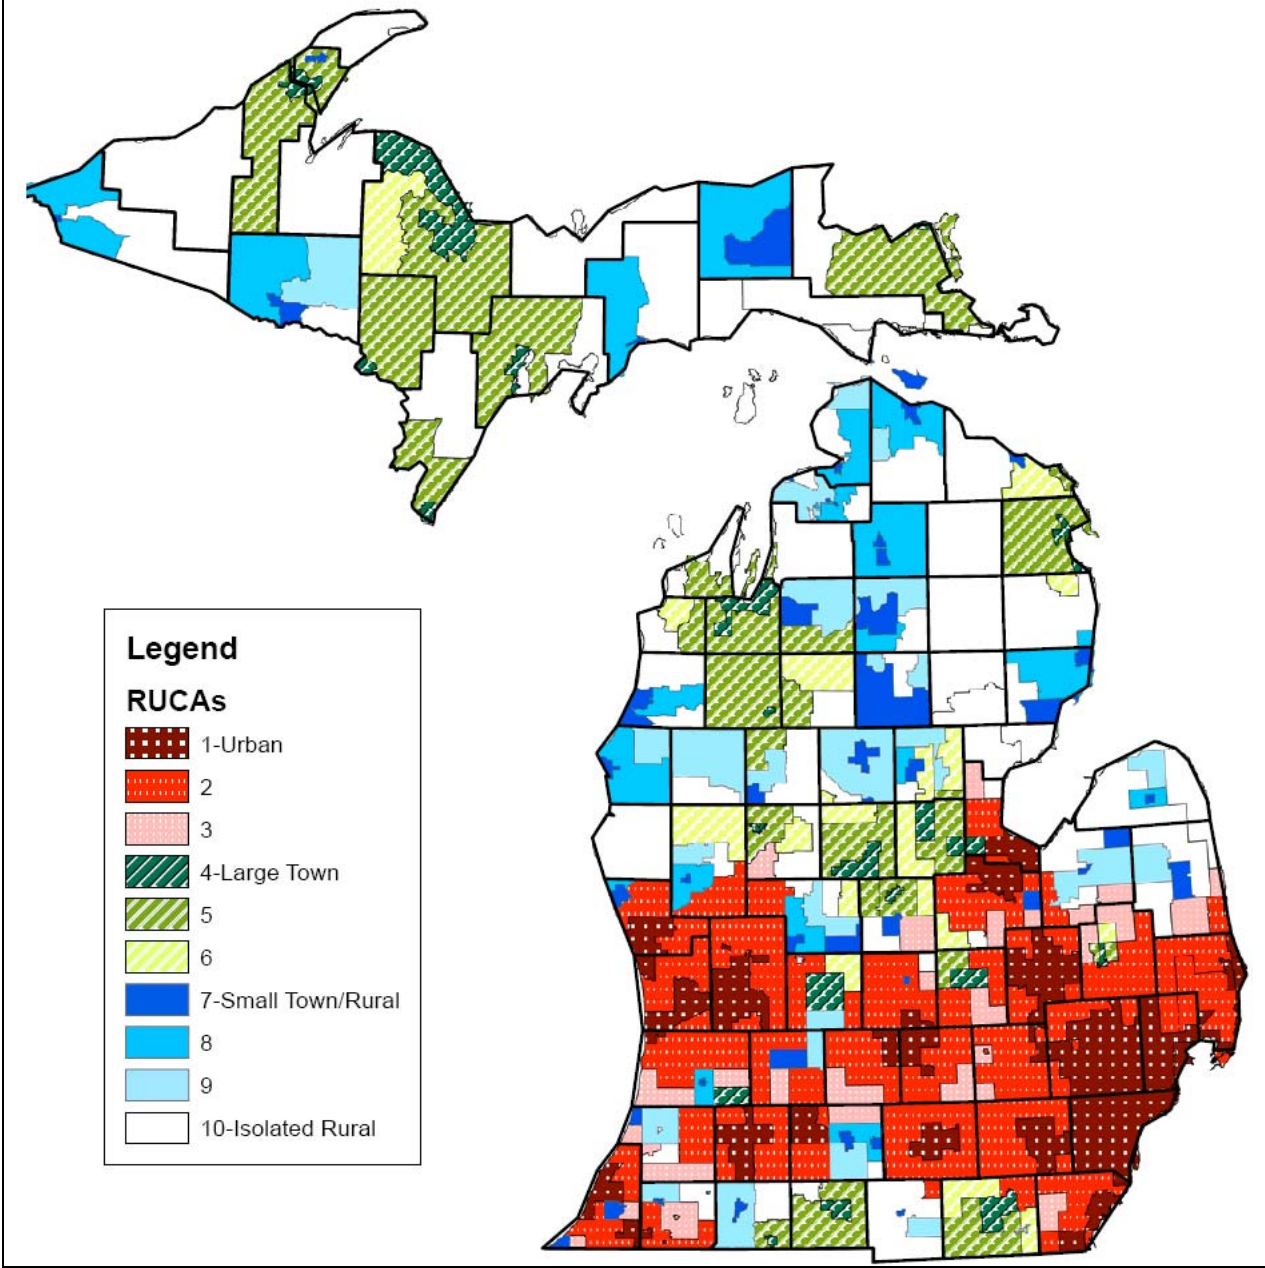 Legend
RUCAs
1-Urban
2
3
4-Large Town
5
6
7-Small Town/Rural
8
9
10-Isolated Rural